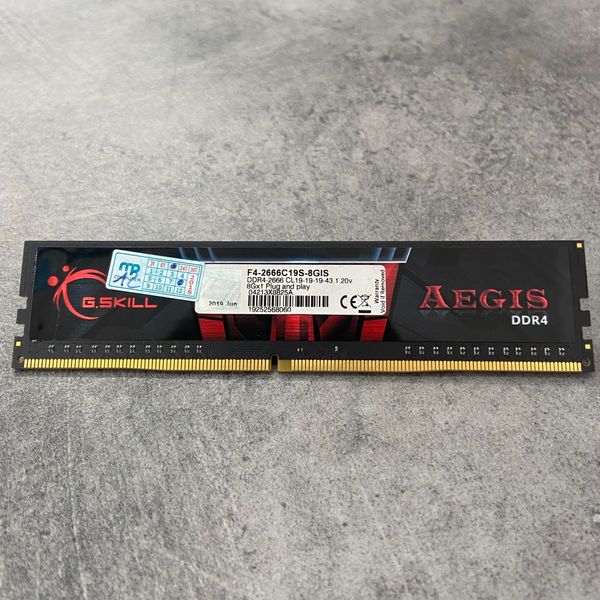 G.SKILL
2019
F4-2666C19S-8GIS
DDR4-2666 CL19-19-19-43 1.20v
8Gx1 Plug and play
04213X8825A
2019 Jun
19252568060
Warranty
Void if Removed
AEGIS
DDR4